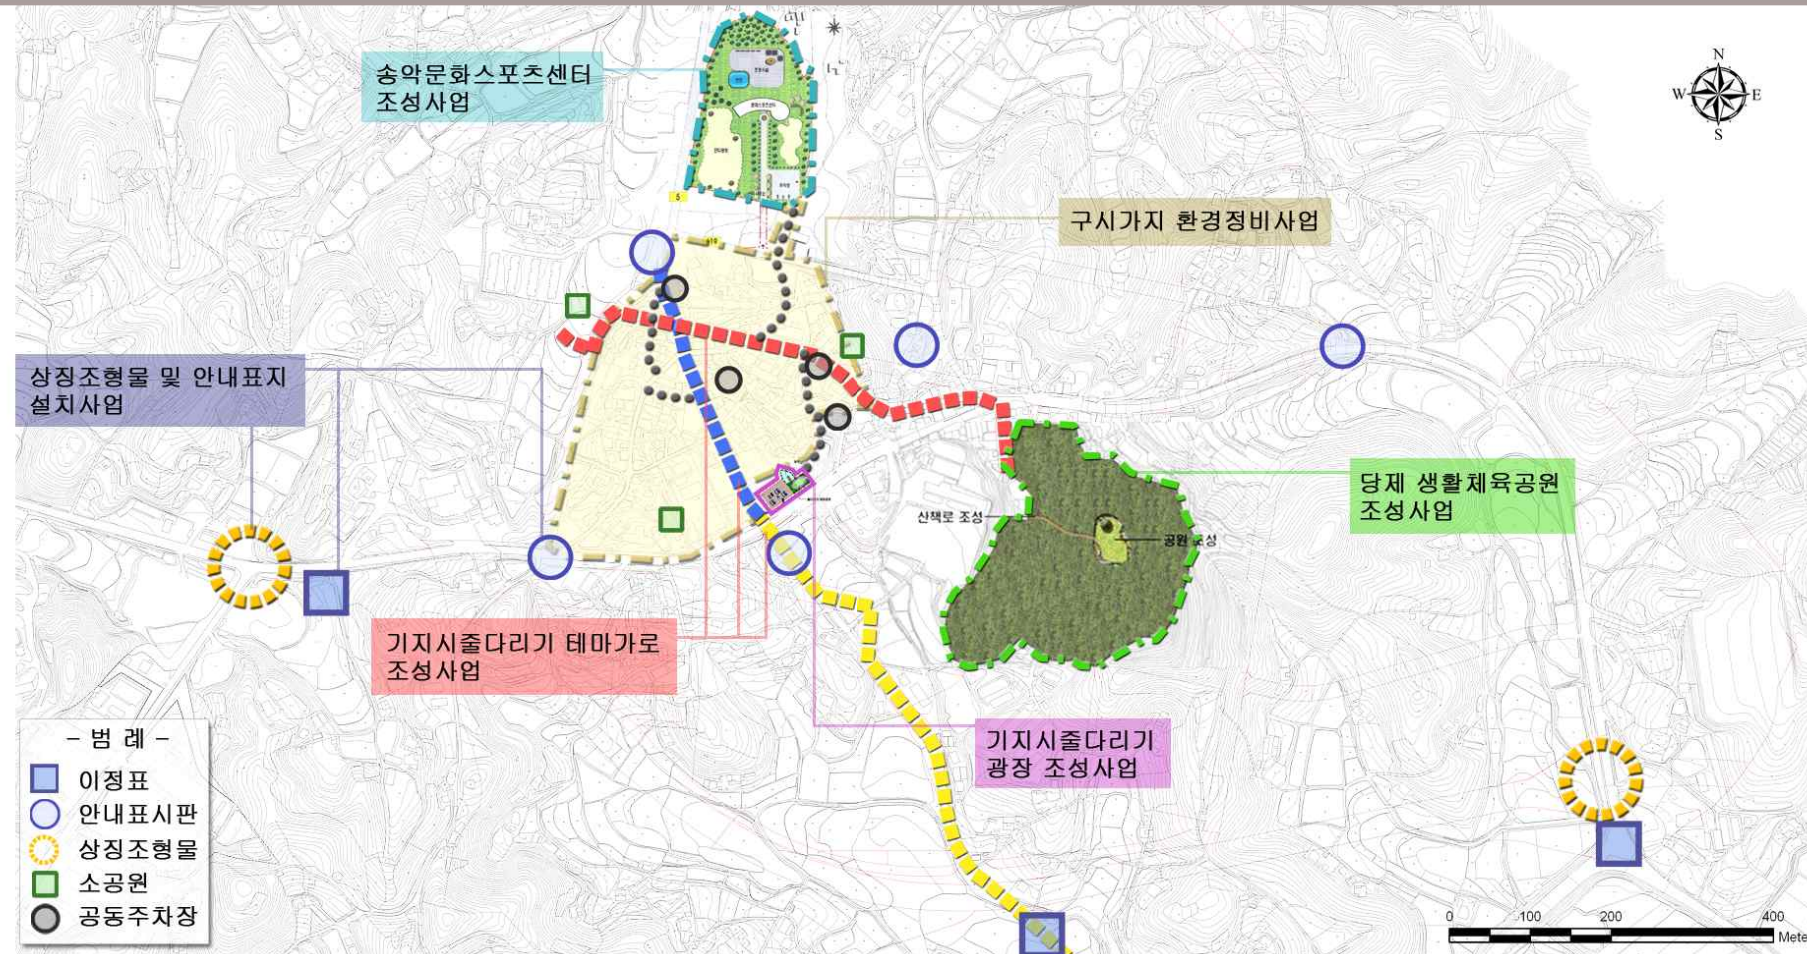 송악문화스포츠센터
조성사업
N
W E
S
5
구시가지 환경정비사업
상징조형물 및 안내표지
설치사업
당제 생활체육공원
조성사업
산책로 조성
공원 조성
기지시줄다리기 테마가로
조성사업
기지시줄다리기
광장 조성사업
- 범 례 -
이정표
안내표시판
상징조형물
소공원
공동주차장
0 100 200 400
Mete